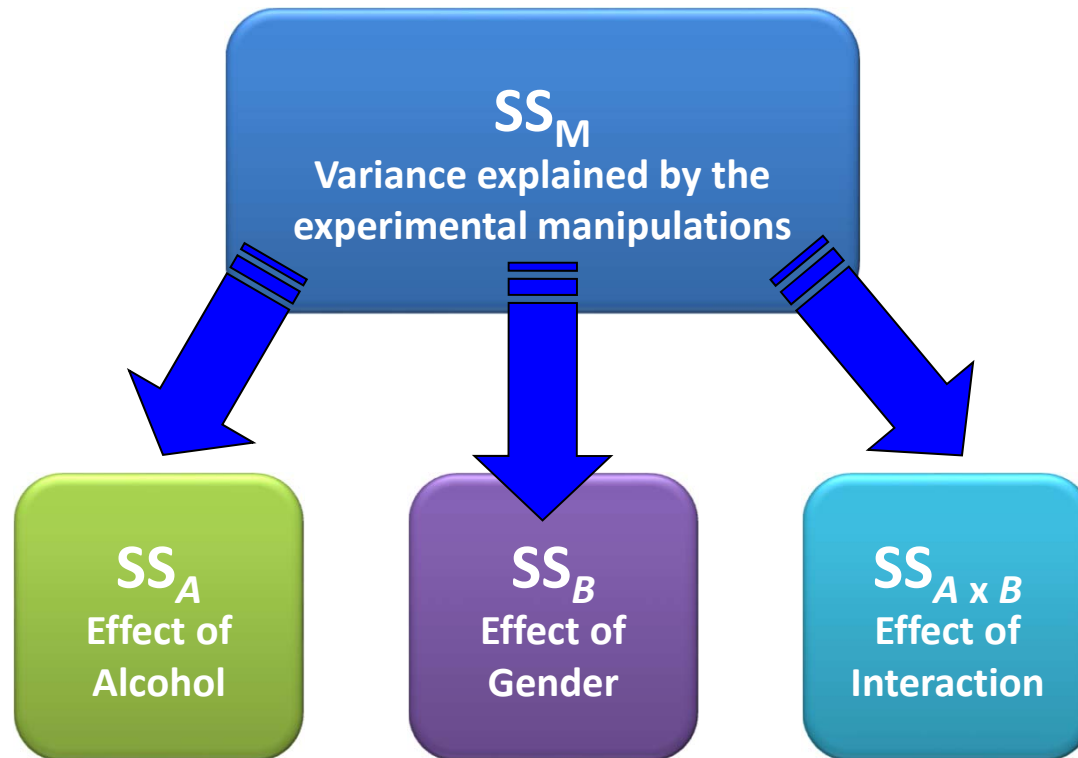 SSM
Variance explained by the
experimental manipulations
SSA
Effect of
Alcohol
SSB
Effect of
Gender
SSA x B
Effect of
Interaction